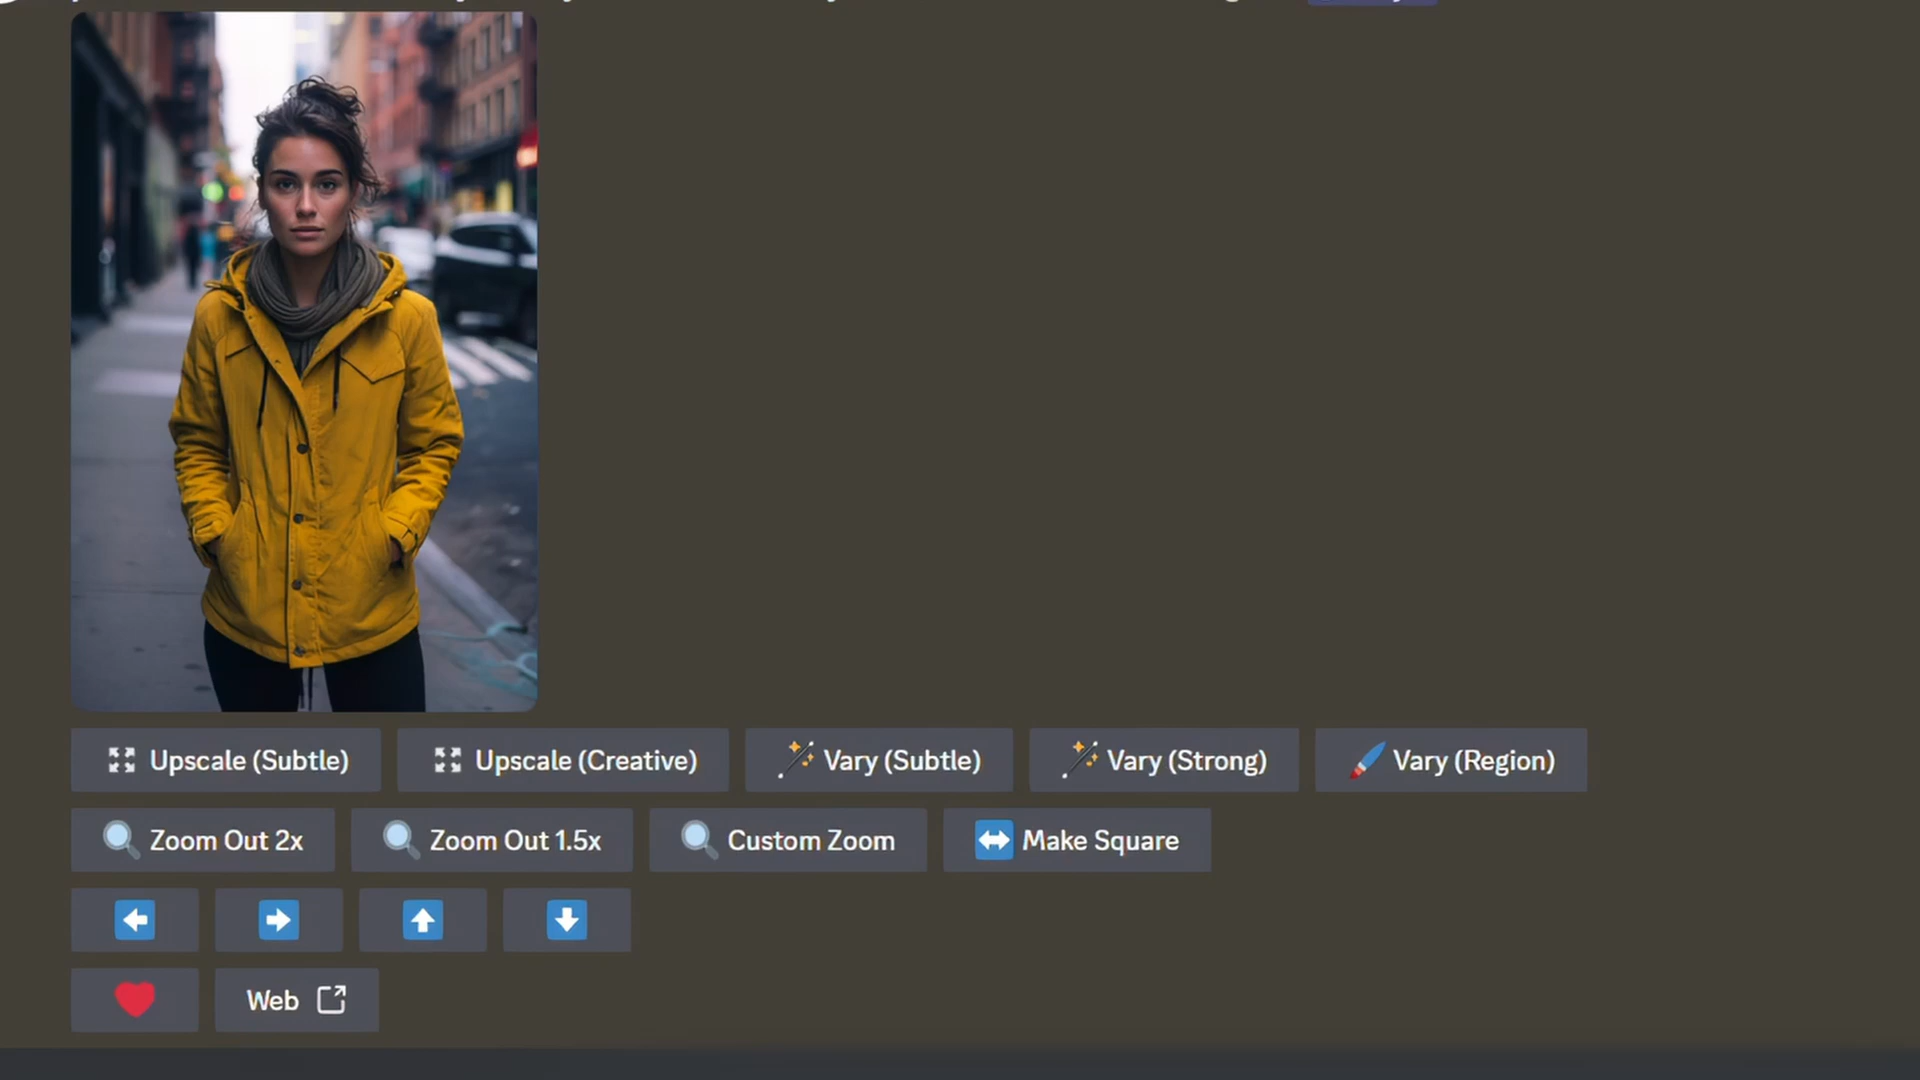 Upscale (Subtle) Upscale (Creative) Vary (Subtle) Vary (Strong) Vary (Region)
Zoom Out 2x Zoom Out 1.5x Custom Zoom Make Square
Web